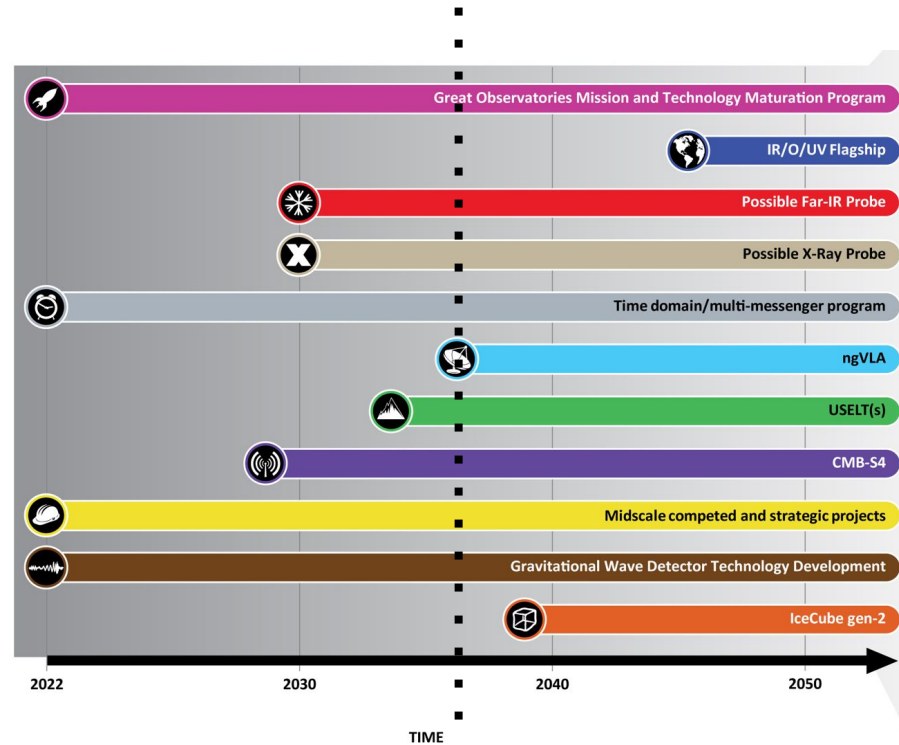 Great Observatories Mission and Technology Maturation Program
IR/O/UV Flagship
Possible Far-IR Probe
X
Possible X-Ray Probe
Time domain/multi-messenger program
ngVLA
USELT(s)
CMB-S4
Midscale competed and strategic projects
Gravitational Wave Detector Technology Development
IceCube gen-2
2022 2030 2040 2050
TIME